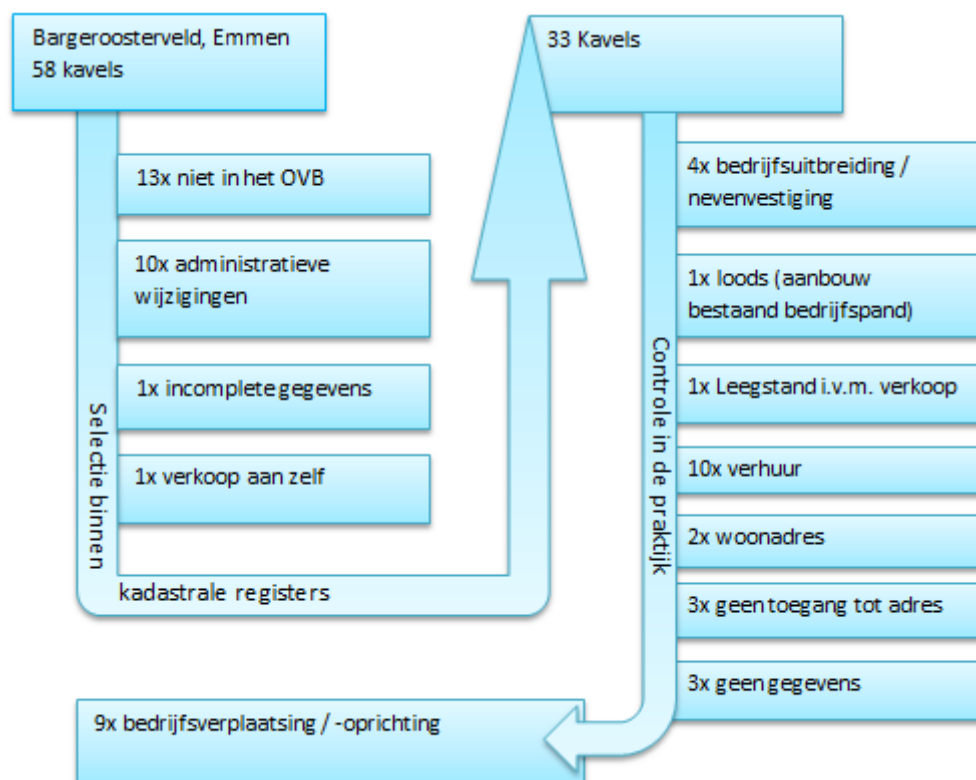 Bargeroosterveld, Emmen
58 kavels
13x niet in het OVB
10x administratieve
wijzigingen
1x incomplete gegevens
1x verkoop aan zelf
Selectie binnen
kadastrale registers
33 Kavels
Controle in de praktijk
4x bedrijfsuitbreiding /
nevenvestiging
1x loods (aanbouw
bestaand bedrijfspand)
1x Leegstand i.v.m. verkoop
10x verhuur
2x woonadres
3x geen toegang tot adres
3x geen gegevens
9x bedrijfsverplaatsing / -oprichting